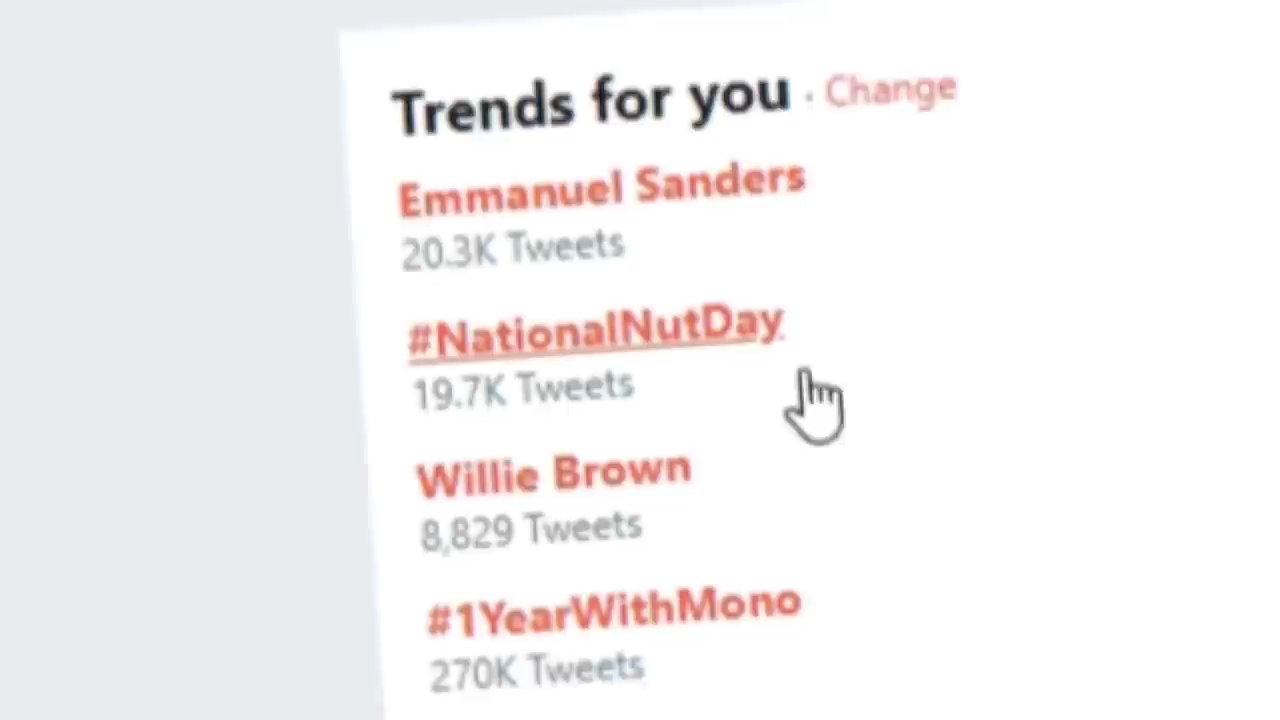 Trends for you · Change
Emmanuel Sanders
20.3K Tweets
#NationalNutDay
19.7K Tweets
Willie Brown
8,829 Tweets
#1YearWithMono
270K Tweets